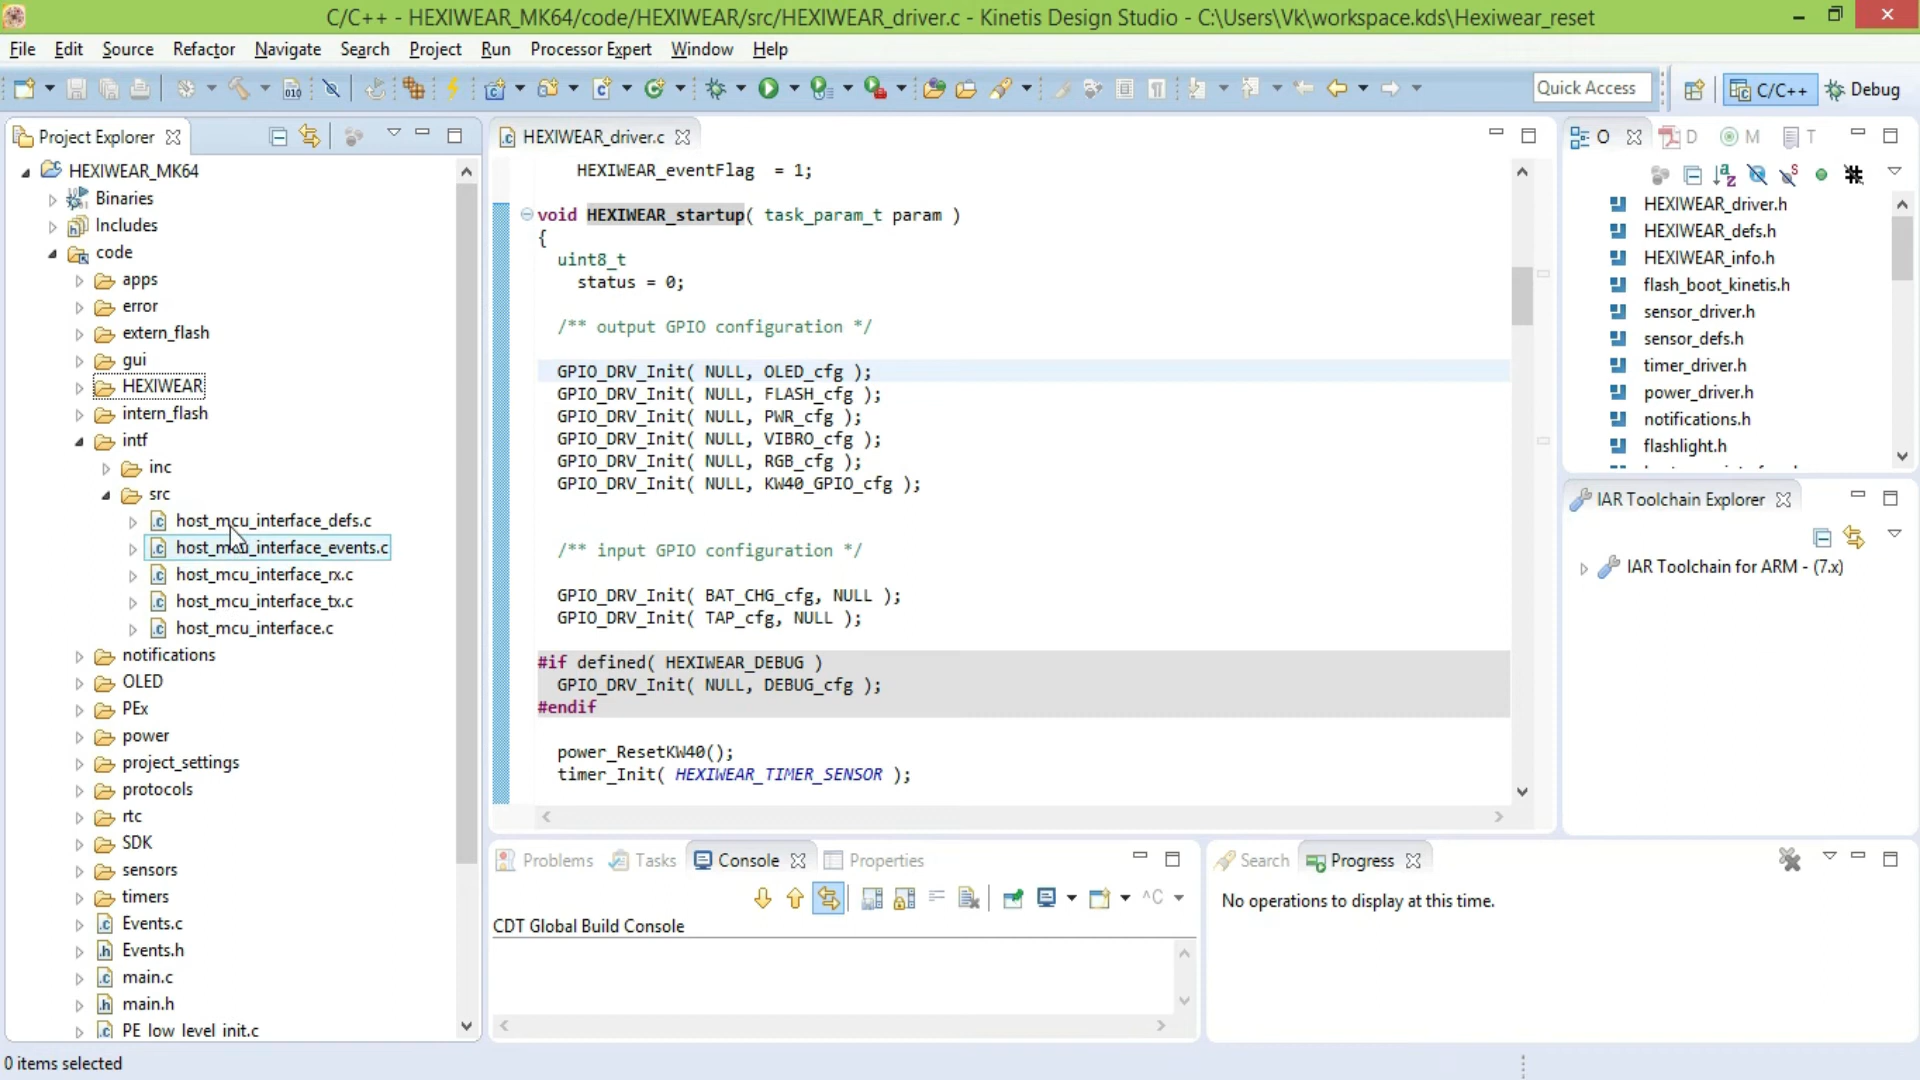 C/C++ - HEXIWEAR_MK64/code/HEXIWEAR/src/HEXIWEAR_driver.c - Kinetis Design Studio - C:\Users\Vk\workspace.kds\Hexiwear_reset
File Edit Source Refactor Navigate Search Project Run Processor Expert Window Help
Quick Access
C/C++
Debug
Project Explorer
HEXIWEAR_MK64
Binaries
Includes
code
apps
error
extern_flash
gui
HEXIWEAR
intern_flash
intf
inc
src
host_mcu_interface_defs.c
host_mcu_interface_events.c
host_mcu_interface_rx.c
host_mcu_interface_tx.c
host_mcu_interface.c
notifications
OLED
PEx
power
project_settings
protocols
rtc
SDK
sensors
timers
Events.c
Events.h
main.c
main.h
PE_low_level_init.c
0 items selected
HEXIWEAR_driver.c
HEXIWEAR_eventFlag = 1;
void HEXIWEAR_startup( task_param_t param )
{
uint8_t
status = 0;
/** output GPIO configuration */
GPIO_DRV_Init( NULL, OLED_cfg );
GPIO_DRV_Init( NULL, FLASH_cfg );
GPIO_DRV_Init( NULL, PWR_cfg );
GPIO_DRV_Init( NULL, VIBRO_cfg );
GPIO_DRV_Init( NULL, RGB_cfg );
GPIO_DRV_Init( NULL, KW40_GPIO_cfg );
/** input GPIO configuration */
GPIO_DRV_Init( BAT_CHG_cfg, NULL );
GPIO_DRV_Init( TAP_cfg, NULL );
#if defined( HEXIWEAR_DEBUG )
GPIO_DRV_Init( NULL, DEBUG_cfg );
#endif
power_ResetKW40();
timer_Init( HEXIWEAR_TIMER_SENSOR );
Problems Tasks Console Properties
^C
CDT Global Build Console
Search Progress
No operations to display at this time.
O D M T
HEXIWEAR_driver.h
HEXIWEAR_defs.h
HEXIWEAR_info.h
flash_boot_kinetis.h
sensor_driver.h
sensor_defs.h
timer_driver.h
power_driver.h
notifications.h
flashlight.h
IAR Toolchain Explorer
IAR Toolchain for ARM - (7.x)